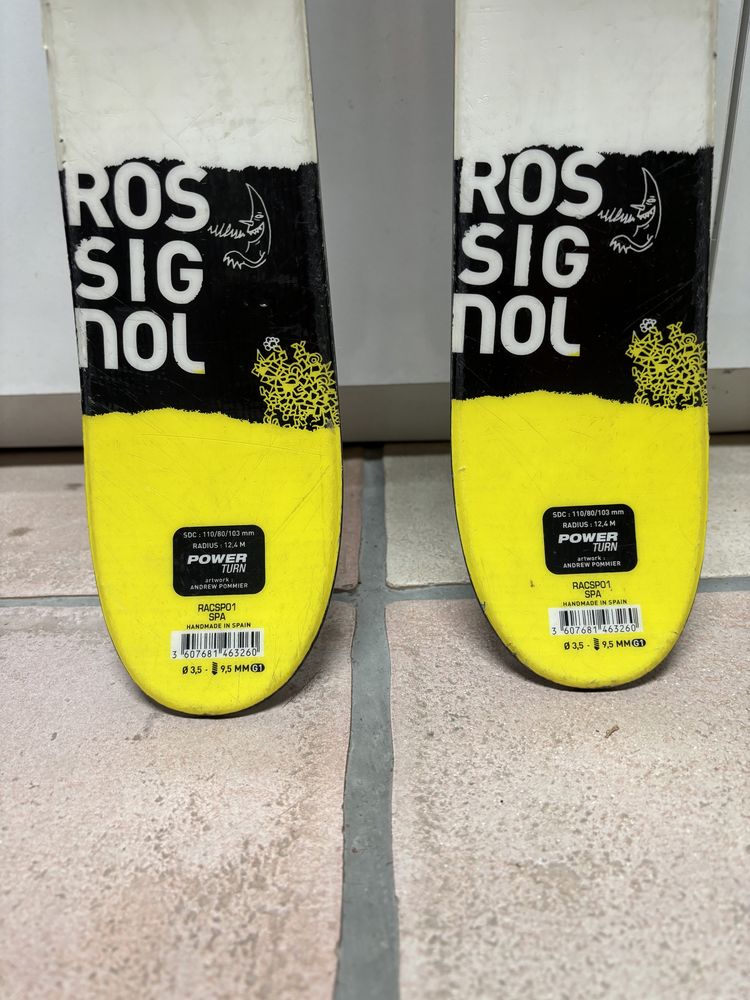 ROS
SIG
NOL
SDC : 110/80/103 mm
RADIUS : 12,4 M
POWER
TURN
artwork :
ANDREW POMMIER
RACSP01
SPA
HANDMADE IN SPAIN
3 607681 463260
Ø 3,5 - 9,5 MM G1
ROS
SIG
NOL
SDC : 110/80/103 mm
RADIUS : 12,4 M
POWER
TURN
artwork :
ANDREW POMMIER
RACSP01
SPA
HANDMADE IN SPAIN
3 607681 463260
Ø 3,5 - 9,5 MM G1